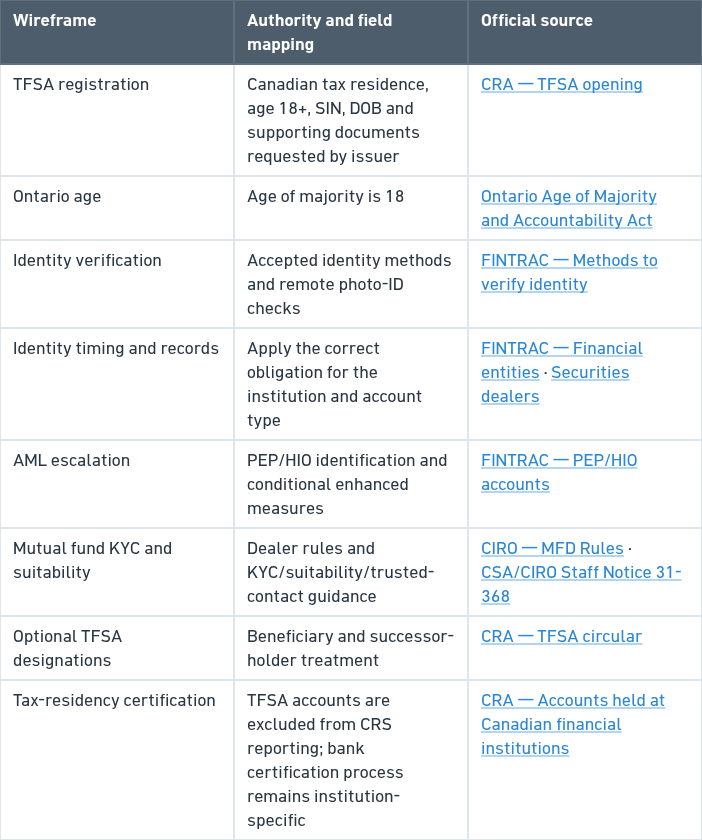 Wireframe
Authority and field
mapping
Official source
TFSA registration
Canadian tax residence,
age 18+, SIN, DOB and
supporting documents
requested by issuer
CRA — TFSA opening
Ontario age
Age of majority is 18
Ontario Age of Majority
and Accountability Act
Identity verification
Accepted identity methods
and remote photo-ID
checks
FINTRAC — Methods to
verify identity
Identity timing and records
Apply the correct
obligation for the
institution and account
type
FINTRAC — Financial
entities · Securities
dealers
AML escalation
PEP/HIO identification and
conditional enhanced
measures
FINTRAC — PEP/HIO
accounts
Mutual fund KYC and
suitability
Dealer rules and
KYC/suitability/trusted-
contact guidance
CIRO — MFD Rules ·
CSA/CIRO Staff Notice 31-
368
Optional TFSA
designations
Beneficiary and successor-
holder treatment
CRA — TFSA circular
Tax-residency certification
TFSA accounts are
excluded from CRS
reporting; bank
certification process
remains institution-
specific
CRA — Accounts held at
Canadian financial
institutions